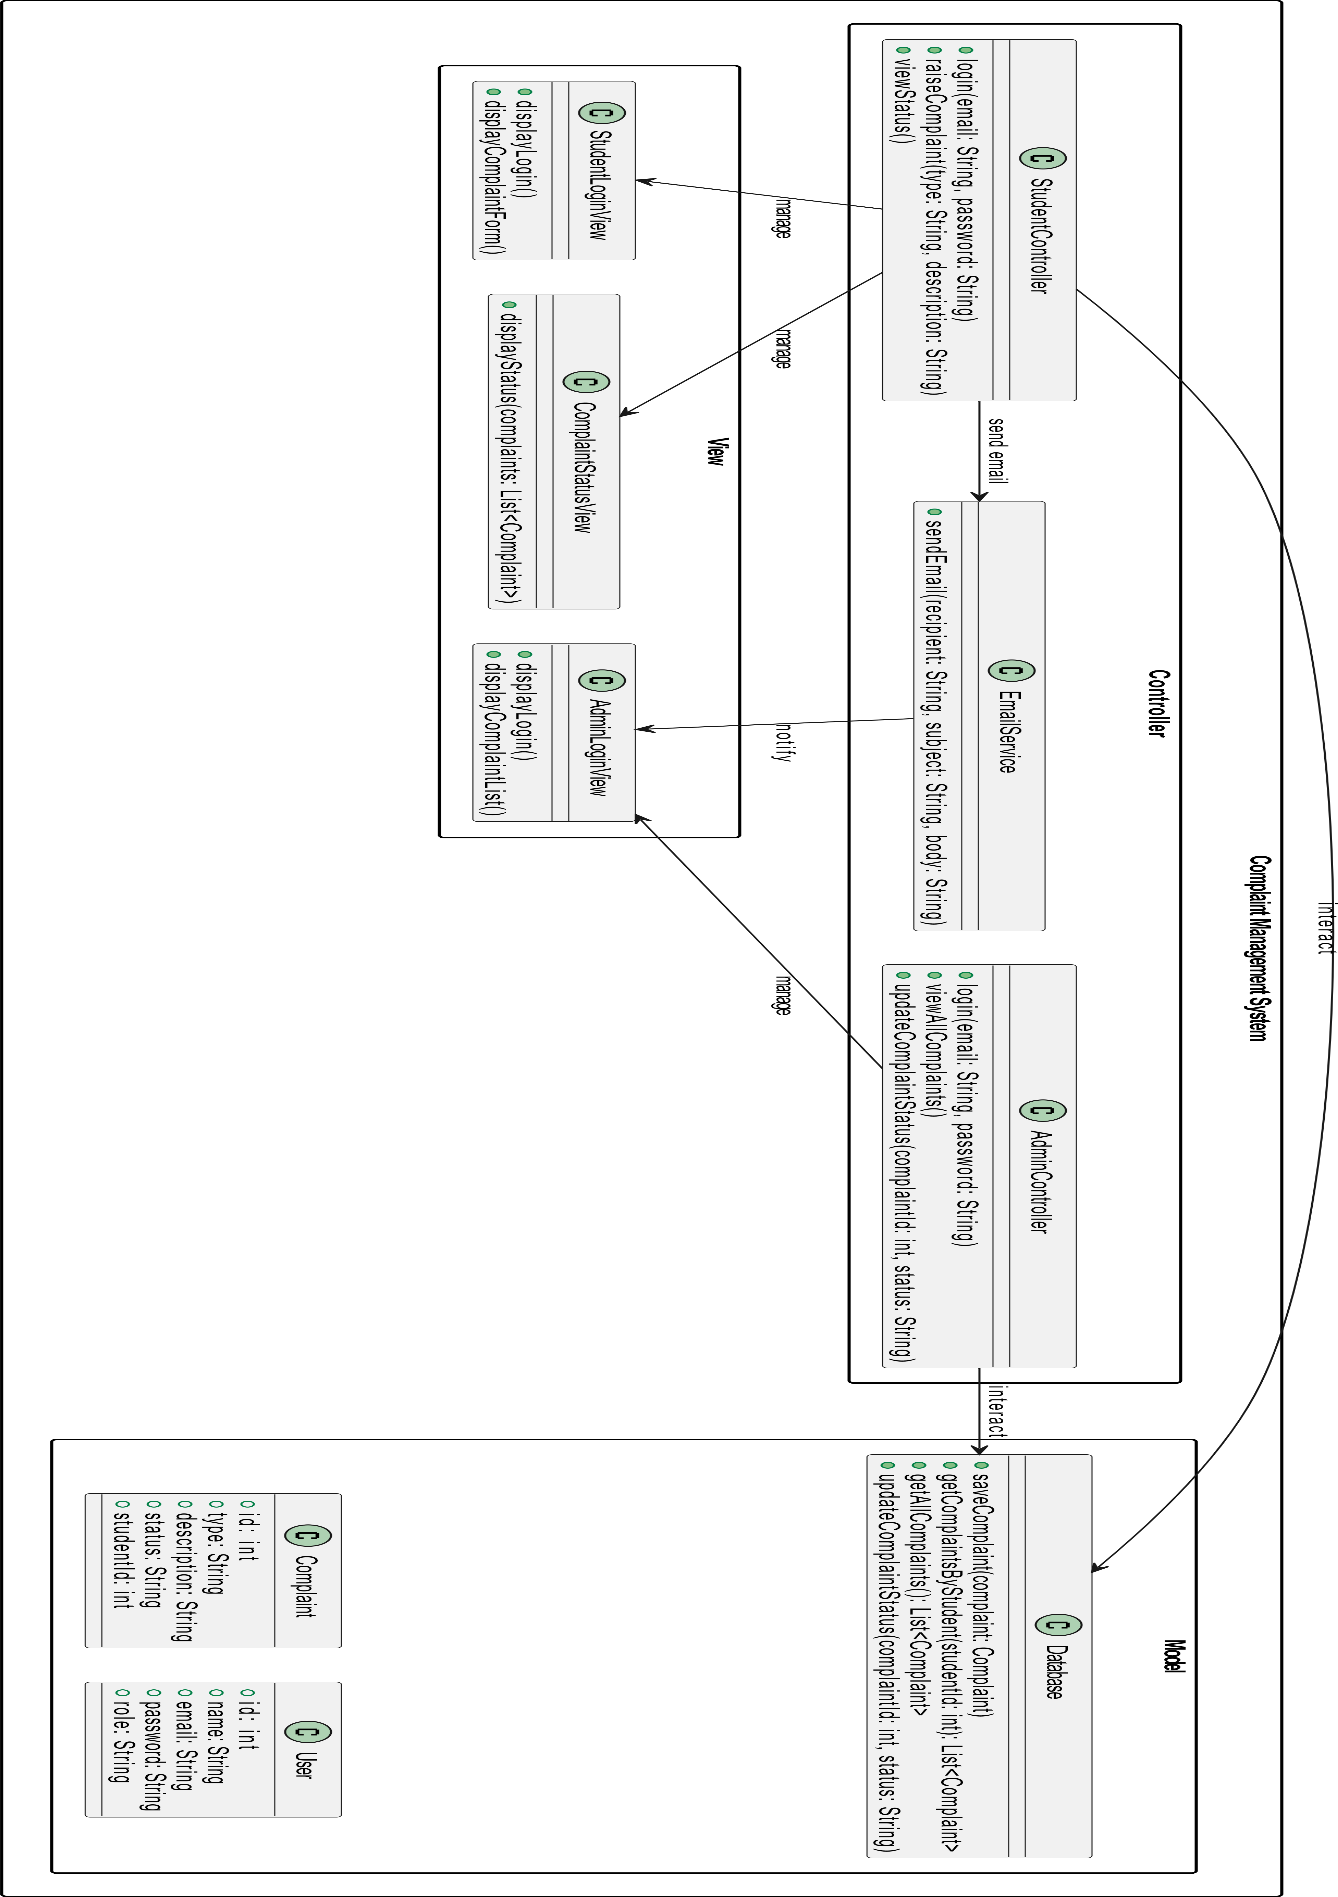 Complaint Management System
Controller
StudentController
login(email: String, password: String)
raiseComplaint(type: String, description: String)
viewStatus()
send email
EmailService
sendEmail(recipient: String, subject: String, body: String)
AdminController
login(email: String, password: String)
viewAllComplaints()
updateComplaintStatus(complaintId: int, status: String)
interact
interact
Model
Database
saveComplaint(complaint: Complaint)
getComplaintsByStudent(studentId: int): List<Complaint>
getAllComplaints(): List<Complaint>
updateComplaintStatus(complaintId: int, status: String)
manage
manage
notify
manage
View
StudentLoginView
displayLogin()
displayComplaintForm()
ComplaintStatusView
displayStatus(complaints: List<Complaint>)
AdminLoginView
displayLogin()
displayComplaintList()
Complaint
id: int
type: String
description: String
status: String
studentId: int
User
id: int
name: String
email: String
password: String
role: String
C
C
C
C
C
C
C
C
C